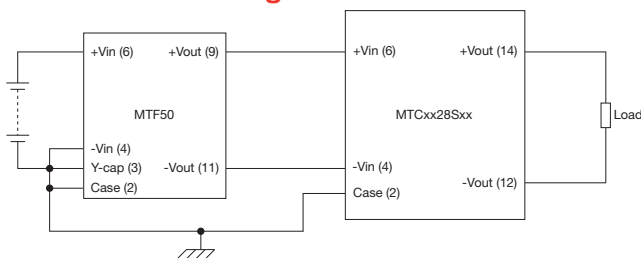 +Vin (6)
+Vout (9)
MTF50
-Vin (4)
Y-cap (3)
-Vout (11)
Case (2)
+Vin (6)
+Vout (14)
MTCxx28Sxx
Load
-Vin (4)
Case (2)
-Vout (12)